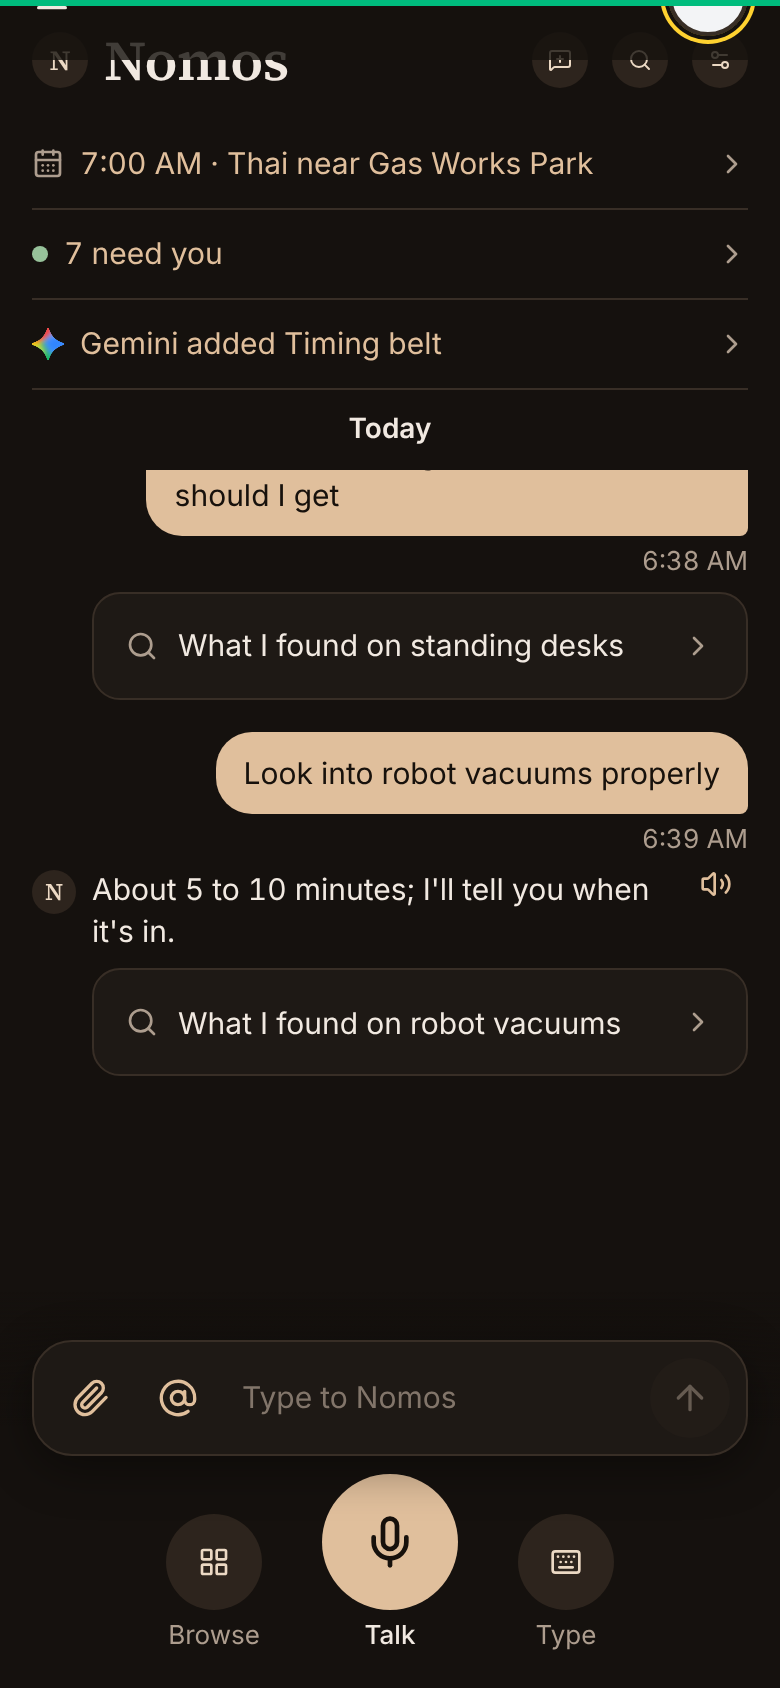 N Nomos
7:00 AM · Thai near Gas Works Park
7 need you
Gemini added Timing belt
Today
should I get
6:38 AM
What I found on standing desks
Look into robot vacuums properly
6:39 AM
N About 5 to 10 minutes; I'll tell you when
it's in.
What I found on robot vacuums
Type to Nomos
Browse Talk Type